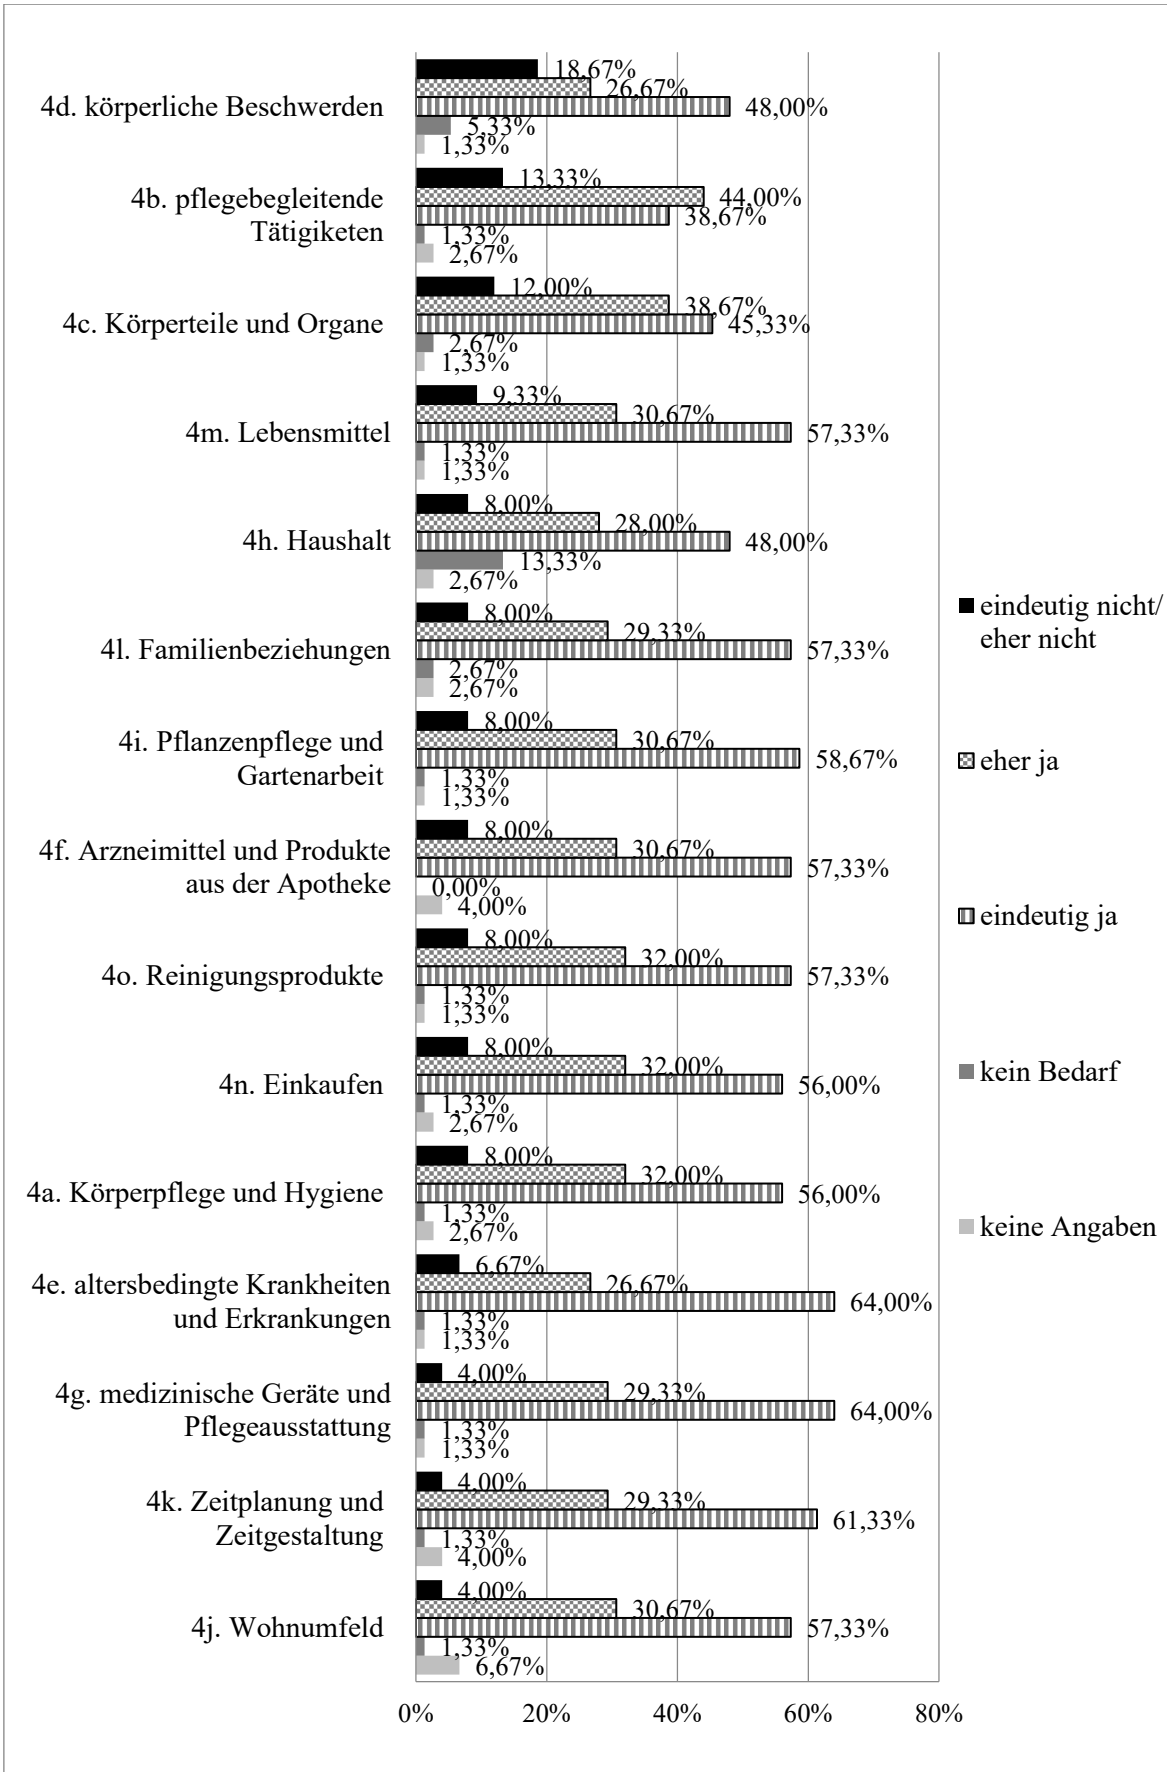 18,67%
26,67%
4d. körperliche Beschwerden
48,00%
5,33%
1,33%
13,33%
4b. pflegebegleitende
44,00%
38,67%
Tätigiketen
1,33%
2,67%
12,00%
38,67%
4c. Körperteile und Organe
45,33%
2,67%
1,33%
9,33%
30,67%
4m. Lebensmittel
57,33%
1,33%
1,33%
8,00%
28,00%
4h. Haushalt
48,00%
13,33%
2,67%
8,00%
29,33%
4l. Familienbeziehungen
57,33%
2,67%
2,67%
8,00%
4i. Pflanzenpflege und
30,67%
58,67%
Gartenarbeit
1,33%
1,33%
8,00%
4f. Arzneimittel und Produkte
30,67%
57,33%
aus der Apotheke
0,00%
4,00%
8,00%
32,00%
4o. Reinigungsprodukte
57,33%
1,33%
1,33%
8,00%
32,00%
4n. Einkaufen
56,00%
1,33%
2,67%
8,00%
32,00%
4a. Körperpflege und Hygiene
56,00%
1,33%
2,67%
6,67%
4e. altersbedingte Krankheiten
26,67%
64,00%
und Erkrankungen
1,33%
1,33%
4,00%
4g. medizinische Geräte und
29,33%
64,00%
Pflegeausstattung
1,33%
1,33%
4,00%
4k. Zeitplanung und
29,33%
61,33%
Zeitgestaltung
1,33%
4,00%
4,00%
30,67%
4j. Wohnumfeld
57,33%
1,33%
6,67%
0%
20%
40%
60%
80%
eindeutig nicht/
eher nicht
eher ja
eindeutig ja
kein Bedarf
keine Angaben